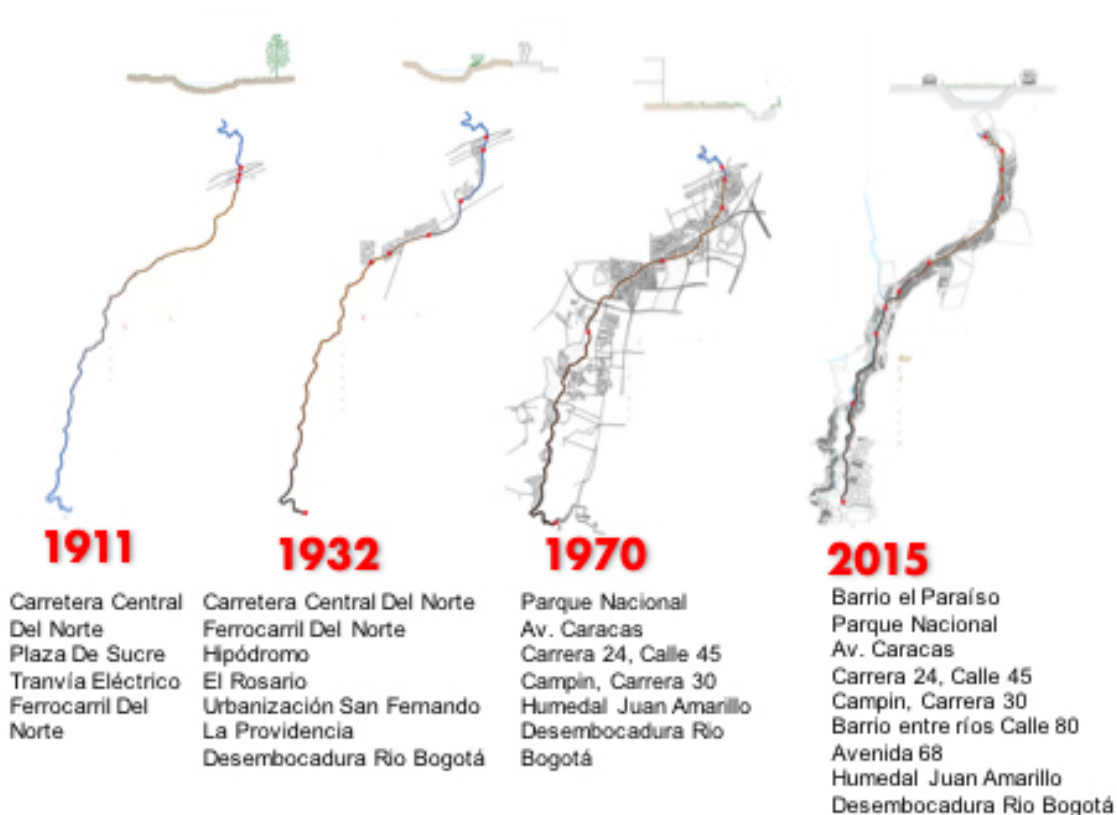 1911
Carretera Central
Del Norte
Plaza De Sucre
Tranvía Eléctrico
Ferrocarril Del
Norte
1932
Carretera Central Del Norte
Ferrocarril Del Norte
Hipódromo
El Rosario
Urbanización San Fernando
La Providencia
Desembocadura Rio Bogotá
1970
Parque Nacional
Av. Caracas
Carrera 24, Calle 45
Campin, Carrera 30
Humedal Juan Amarillo
Desembocadura Rio
Bogotá
2015
Barrio el Paraíso
Parque Nacional
Av. Caracas
Carrera 24, Calle 45
Campin, Carrera 30
Barrio entre ríos Calle 80
Avenida 68
Humedal Juan Amarillo
Desembocadura Rio Bogotá